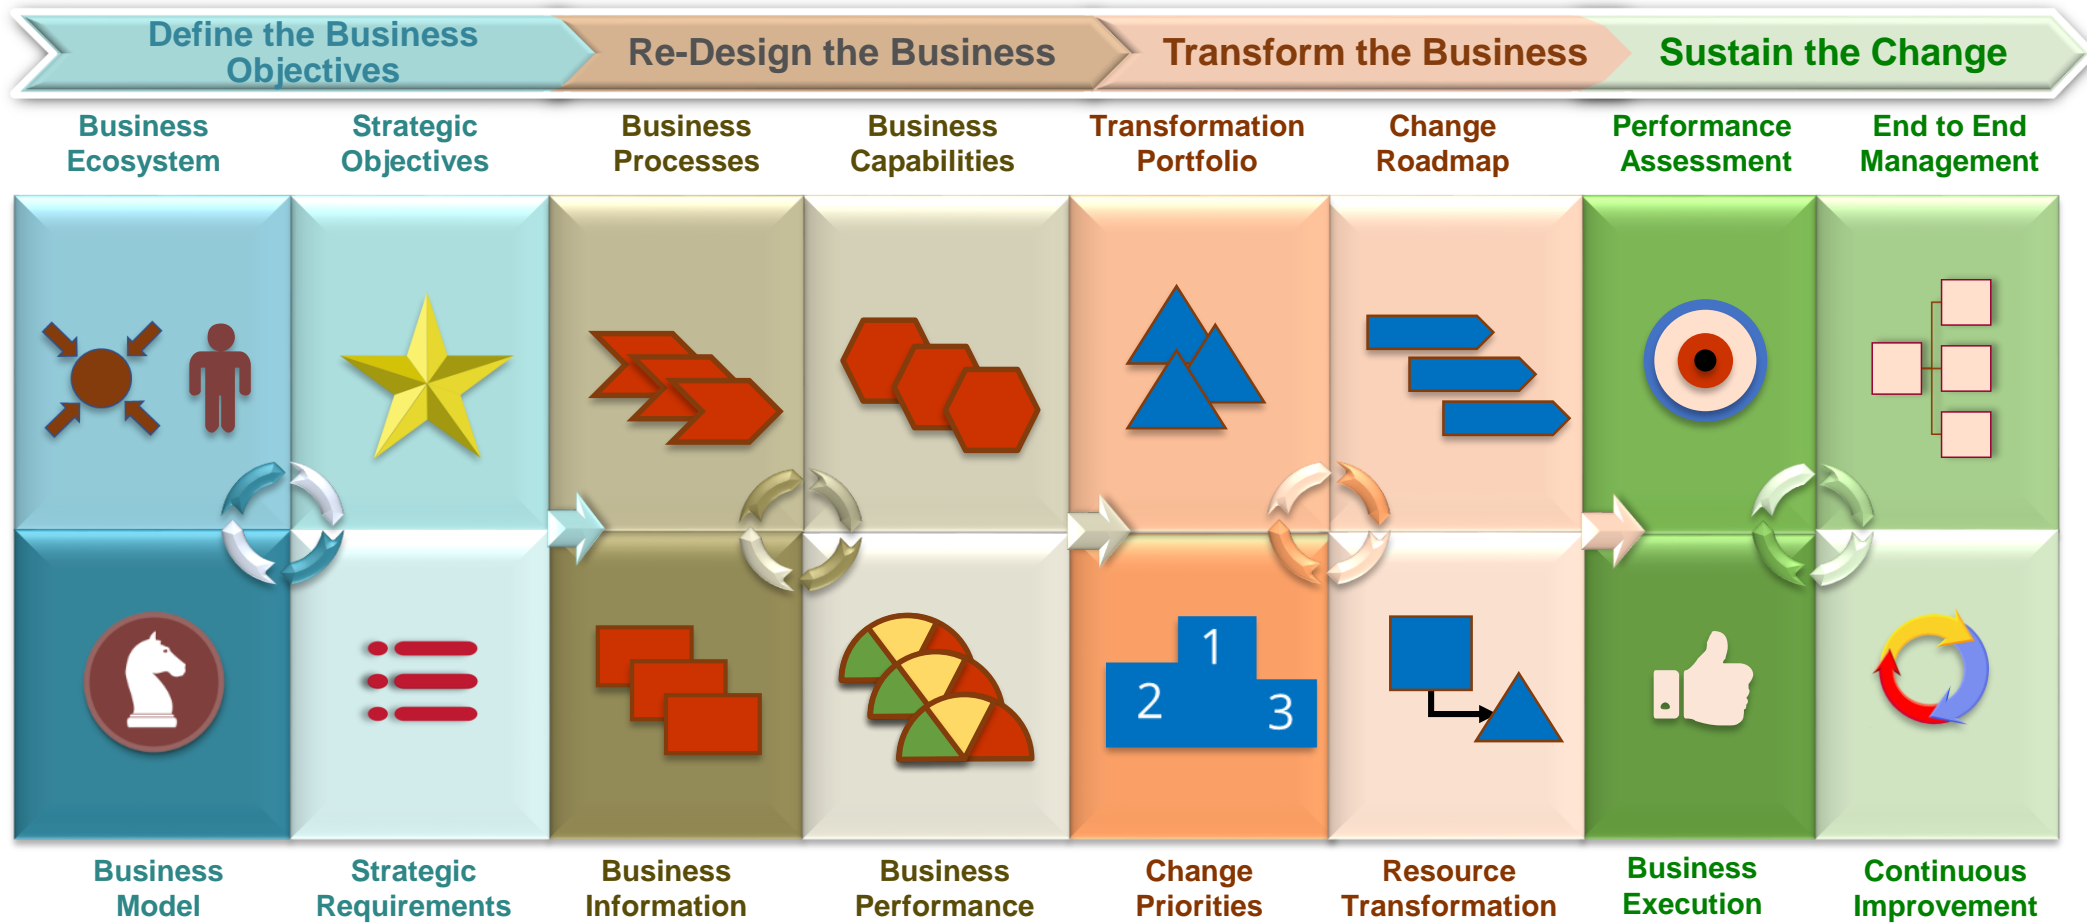 Define the Business
Objectives
Re-Design the Business
Transform the Business
Sustain the Change
Business
Ecosystem
Strategic
Objectives
Business
Processes
Business
Capabilities
Transformation
Portfolio
Change
Roadmap
Performance
Assessment
End to End
Management
1
2
3
Business
Model
Strategic
Requirements
Business
Information
Business
Performance
Change
Priorities
Resource
Transformation
Business
Execution
Continuous
Improvement